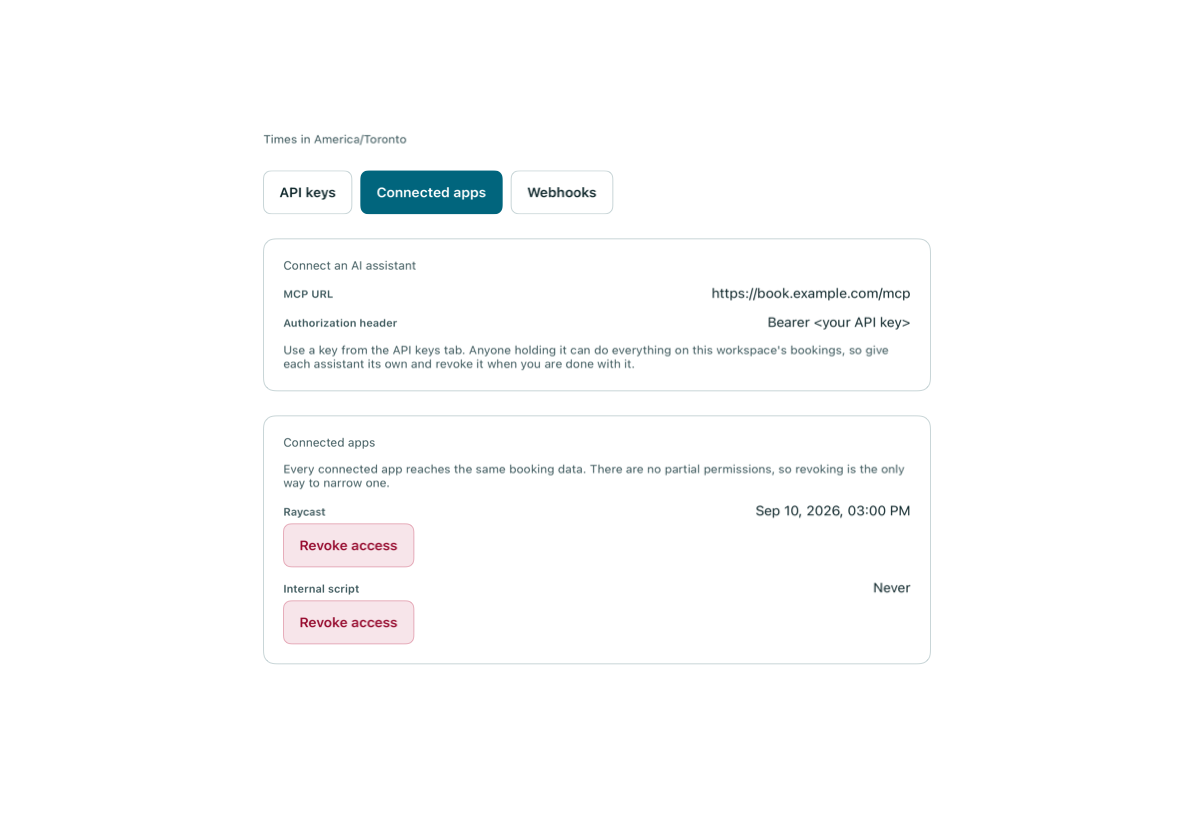 Times in America/Toronto
API keys
Connected apps
Webhooks
Connect an AI assistant
MCP URL
https://book.example.com/mcp
Authorization header
Bearer <your API key>
Use a key from the API keys tab. Anyone holding it can do everything on this workspace's bookings, so give
each assistant its own and revoke it when you are done with it.
Connected apps
Every connected app reaches the same booking data. There are no partial permissions, so revoking is the only
way to narrow one.
Raycast
Sep 10, 2026, 03:00 PM
Revoke access
Internal script
Never
Revoke access